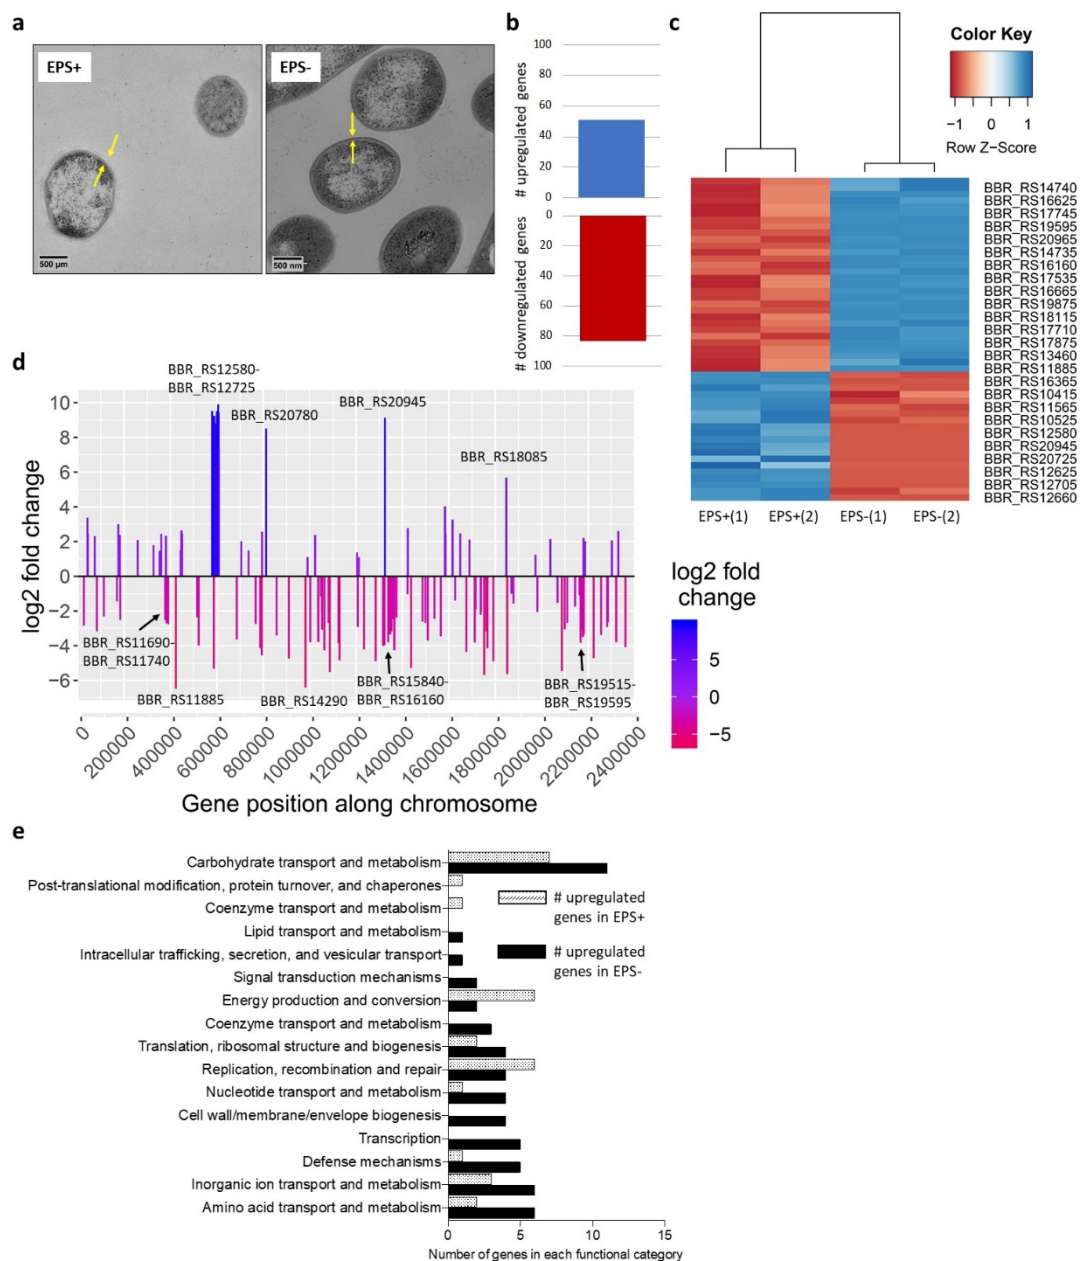 a
EPS+
500 µm
EPS-
500 nm
b
# upregulated genes
100
80
60
40
20
0
# downregulated genes
0
20
40
60
80
100
c
Color Key
−1
0
1
Row Z−Score
BBR_RS14740
BBR_RS16625
BBR_RS17745
BBR_RS19595
BBR_RS20965
BBR_RS14735
BBR_RS16160
BBR_RS17535
BBR_RS16665
BBR_RS19875
BBR_RS18115
BBR_RS17710
BBR_RS17875
BBR_RS13460
BBR_RS11885
BBR_RS16365
BBR_RS10415
BBR_RS11565
BBR_RS10525
BBR_RS12580
BBR_RS20945
BBR_RS20725
BBR_RS12625
BBR_RS12705
BBR_RS12660
EPS+(1)
EPS+(2)
EPS-(1)
EPS-(2)
d
log2 fold change
10
8
6
4
2
0
−2
−4
−6
BBR_RS12580-
BBR_RS12725
BBR_RS20780
BBR_RS20945
BBR_RS18085
BBR_RS11690-
BBR_RS11740
BBR_RS11885
BBR_RS14290
BBR_RS15840-
BBR_RS16160
BBR_RS19515-
BBR_RS19595
0
200000
400000
600000
800000
1000000
1200000
1400000
1600000
1800000
2000000
2200000
2400000
Gene position along chromosome
log2 fold
change
5
0
−5
e
Carbohydrate transport and metabolism
Post-translational modification, protein turnover, and chaperones
Coenzyme transport and metabolism
Lipid transport and metabolism
Intracellular trafficking, secretion, and vesicular transport
Signal transduction mechanisms
Energy production and conversion
Coenzyme transport and metabolism
Translation, ribosomal structure and biogenesis
Replication, recombination and repair
Nucleotide transport and metabolism
Cell wall/membrane/envelope biogenesis
Transcription
Defense mechanisms
Inorganic ion transport and metabolism
Amino acid transport and metabolism
# upregulated
genes in EPS+
# upregulated
genes in EPS-
0
5
10
15
Number of genes in each functional category